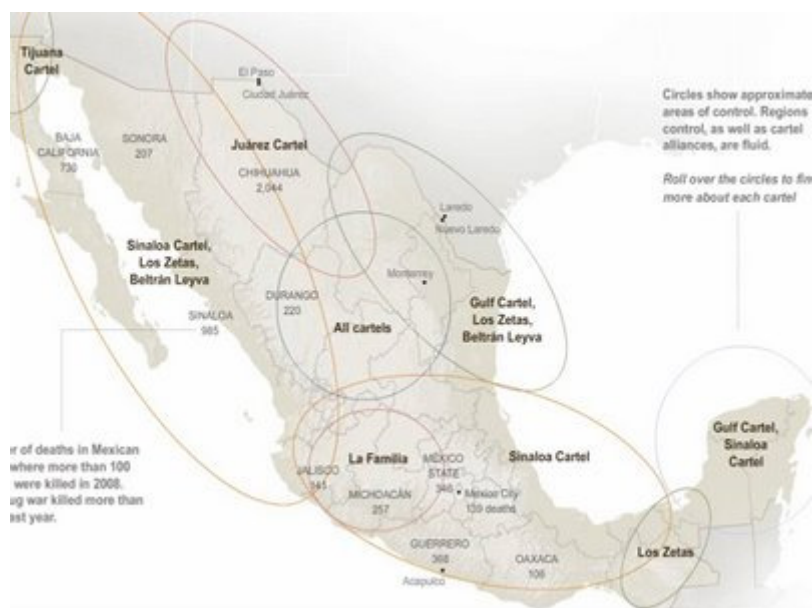 Tijuana
Cartel
El Paso
Ciudad Juárez
Circles show approximate
areas of control. Regions
control, as well as cartel
alliances, are fluid.
Roll over the circles to fin
more about each cartel
BAJA
CALIFORNIA
730
SONORA
207
Juárez Cartel
CHIHUAHUA
2,044
Laredo
Nuevo Laredo
Sinaloa Cartel,
Los Zetas,
Beltrán Leyva
Monterrey
DURANGO
220
SINALOA
985
All cartels
Gulf Cartel,
Los Zetas,
Beltrán Leyva
er of deaths in Mexican
where more than 100
were killed in 2008.
ug war killed more than
ast year.
La Familia
JALISCO
MICHOACÁN
257
MÉXICO
STATE
Mexico City
139 deaths
Sinaloa Cartel
Gulf Cartel,
Sinaloa
Cartel
GUERRERO
368
Acapulco
OAXACA
106
Los Zetas